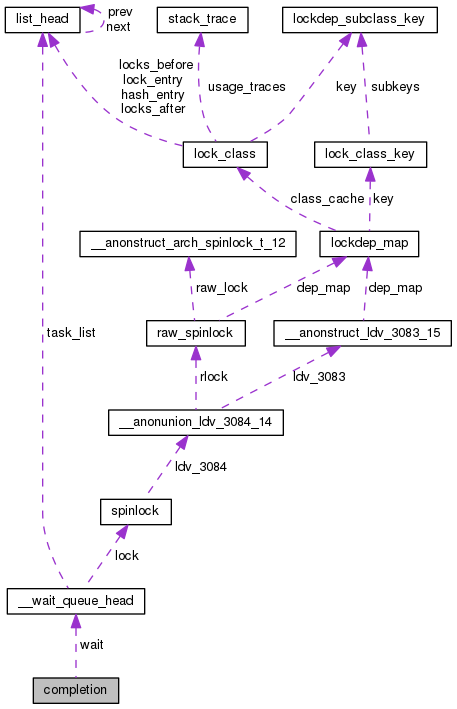 list_head
prev
next
stack_trace
lockdep_subclass_key
locks_before
lock_entry
hash_entry
locks_after
usage_traces
key
subkeys
lock_class
lock_class_key
class_cache
key
__anonstruct_arch_spinlock_t_12
lockdep_map
raw_lock
dep_map
dep_map
task_list
raw_spinlock
__anonstruct_ldv_3083_15
rlock
ldv_3083
__anonunion_ldv_3084_14
ldv_3084
spinlock
lock
__wait_queue_head
wait
completion